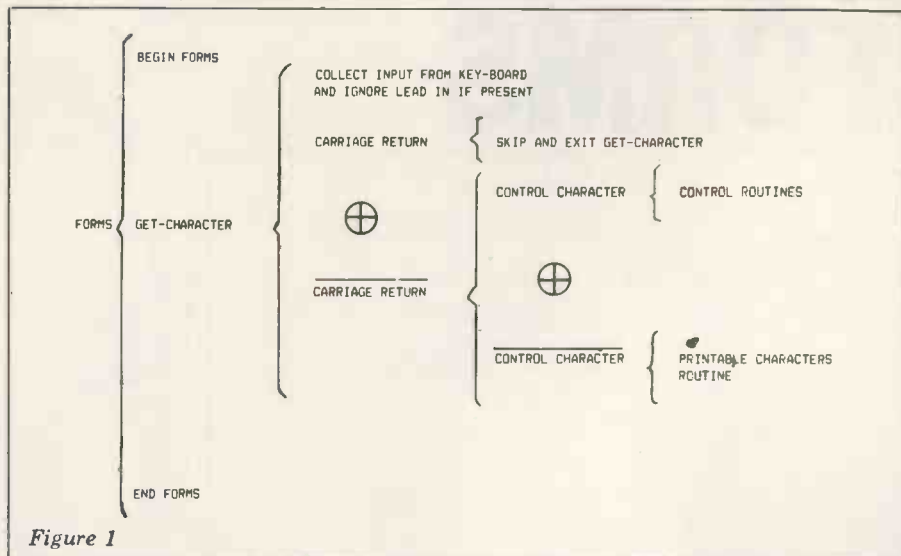 BEGIN FORMS
COLLECT INPUT FROM KEY-BOARD
AND IGNORE LEAD IN IF PRESENT
CARRIAGE RETURN
SKIP AND EXIT GET-CHARACTER
CONTROL CHARACTER
CONTROL ROUTINES
FORMS
GET-CHARACTER
CARRIAGE RETURN
CONTROL CHARACTER
PRINTABLE CHARACTERS
ROUTINE
END FORMS
Figure 1